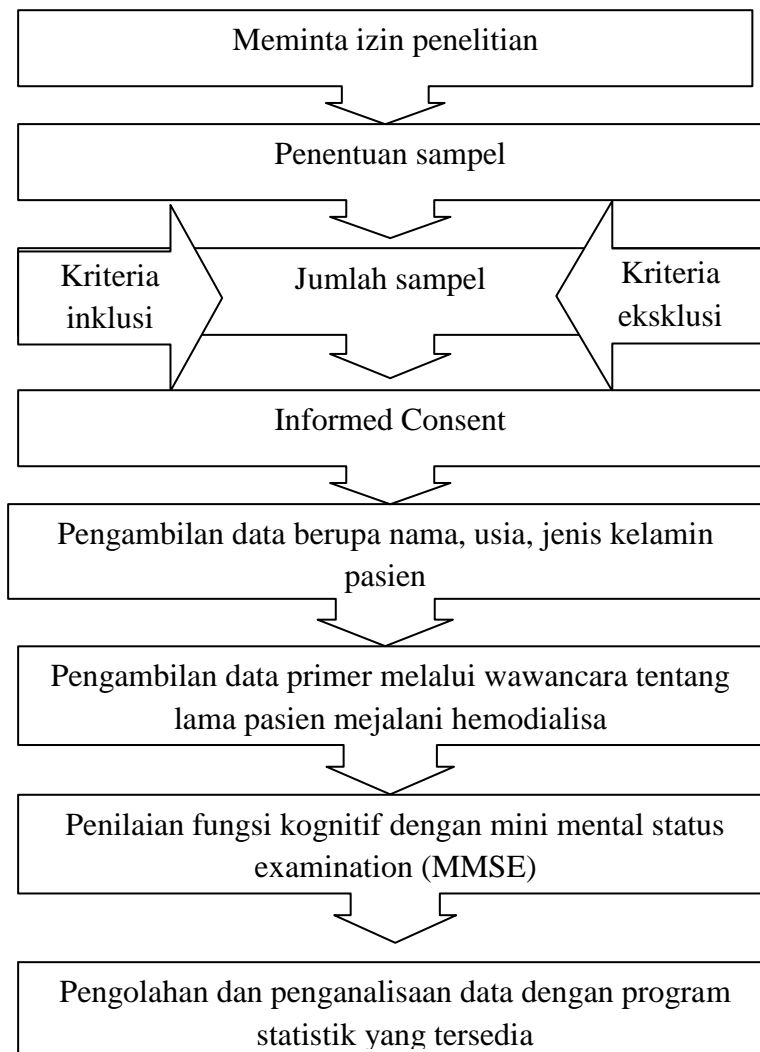 Meminta izin penelitian
Penentuan sampel
Kriteria
inklusi
Jumlah sampel
Kriteria
eksklusi
Informed Consent
Pengambilan data berupa nama, usia, jenis kelamin
pasien
Pengambilan data primer melalui wawancara tentang
lama pasien mejalani hemodialisa
Penilaian fungsi kognitif dengan mini mental status
examination (MMSE)
Pengolahan dan penganalisaan data dengan program
statistik yang tersedia